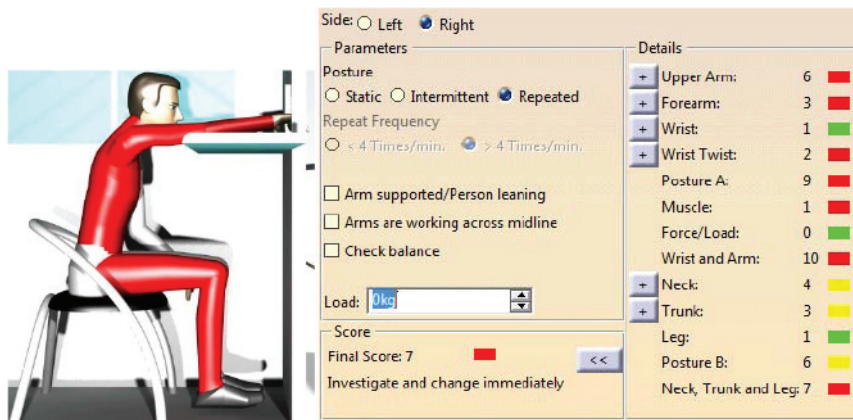 Side: Left Right
Parameters
Posture
Static Intermittent Repeated
Repeat Frequency
< 4 Times/min. > 4 Times/min.
Arm supported/Person leaning
Arms are working across midline
Check balance
Load: 0kg
Score
Final Score: 7 <<
Investigate and change immediately
Details
+ Upper Arm: 6
+ Forearm: 3
+ Wrist: 1
+ Wrist Twist: 2
Posture A: 9
Muscle: 1
Force/Load: 0
Wrist and Arm: 10
+ Neck: 4
+ Trunk: 3
Leg: 1
Posture B: 6
Neck, Trunk and Leg: 7